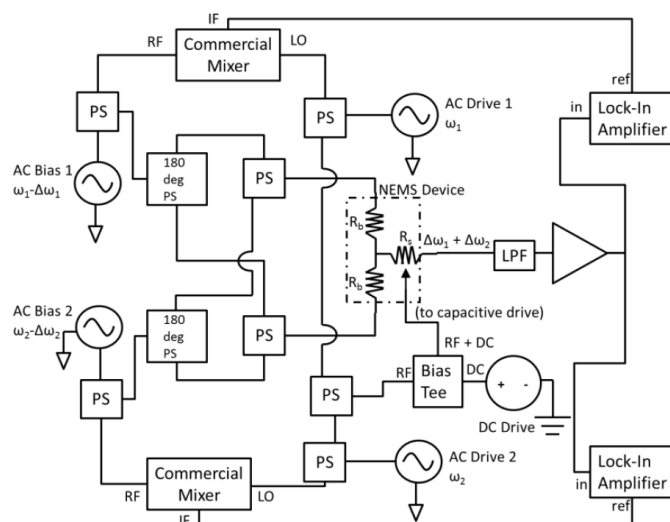 IF
RF
Commercial
Mixer
LO
ref
PS
PS
AC Drive 1
ω1
in
Lock-In
Amplifier
AC Bias 1
ω1-Δω1
180
deg
PS
PS
NEMS Device
Rb
Rs
Δω1 + Δω2
LPF
Rb
AC Bias 2
ω2-Δω2
180
deg
PS
PS
(to capacitive drive)
RF + DC
PS
PS
RF
Bias
Tee
DC
+ -
DC Drive
PS
AC Drive 2
ω2
RF
Commercial
Mixer
LO
IF
in
Lock-In
Amplifier
ref